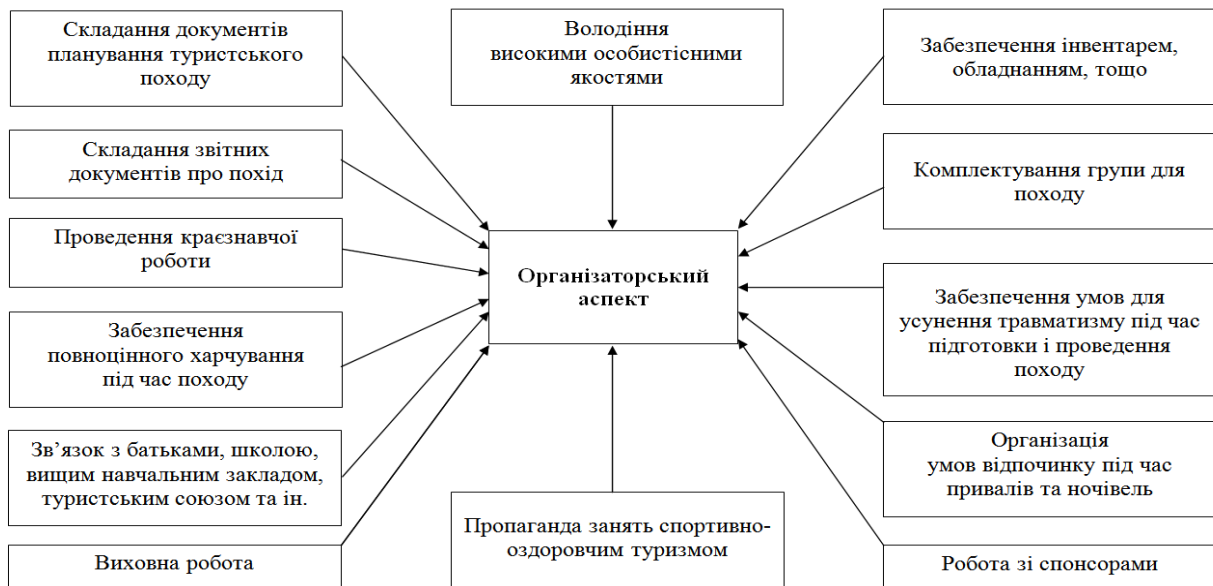 Складання документів
планування туристського
походу
Володіння
високими особистісними
якостями
Забезпечення інвентарем,
обладнанням, тощо
Складання звітних
документів про похід
Комплектування групи для
походу
Проведення краєзнавчої
роботи
Організаторський
аспект
Забезпечення умов для
усунення травматизму під час
підготовки і проведення
походу
Забезпечення
повноцінного харчування
під час походу
Зв’язок з батьками, школою,
вищим навчальним закладом,
туристським союзом та ін.
Організація
умов відпочинку під час
привалів та ночівель
Виховна робота
Пропаганда занять спортивно-
оздоровчим туризмом
Робота зі спонсорами